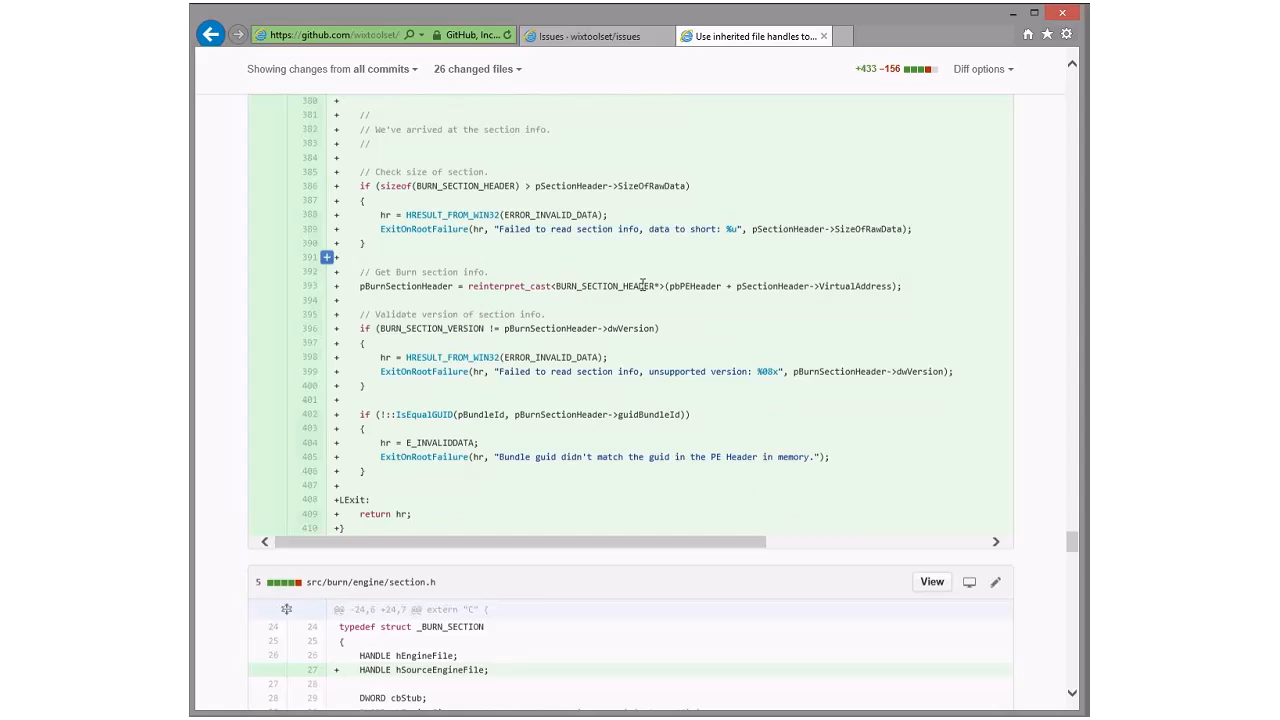 https://github.com/wixtoolset/ GitHub, Inc... Issues · wixtoolset/issues Use inherited file handles to...
Showing changes from all commits 26 changed files +433 −156 Diff options
380 +
381 + //
382 + // We've arrived at the section info.
383 + //
384 +
385 + // Check size of section.
386 + if (sizeof(BURN_SECTION_HEADER) > pSectionHeader->SizeOfRawData)
387 + {
388 + hr = HRESULT_FROM_WIN32(ERROR_INVALID_DATA);
389 + ExitOnRootFailure(hr, "Failed to read section info, data to short: %u", pSectionHeader->SizeOfRawData);
390 + }
391 +
392 + // Get Burn section info.
393 + pBurnSectionHeader = reinterpret_cast<BURN_SECTION_HEADER*>(pbPEHeader + pSectionHeader->VirtualAddress);
394 +
395 + // Validate version of section info.
396 + if (BURN_SECTION_VERSION != pBurnSectionHeader->dwVersion)
397 + {
398 + hr = HRESULT_FROM_WIN32(ERROR_INVALID_DATA);
399 + ExitOnRootFailure(hr, "Failed to read section info, unsupported version: %08x", pBurnSectionHeader->dwVersion);
400 + }
401 +
402 + if (!::IsEqualGUID(pBundleId, pBurnSectionHeader->guidBundleId))
403 + {
404 + hr = E_INVALIDDATA;
405 + ExitOnRootFailure(hr, "Bundle guid didn't match the guid in the PE Header in memory.");
406 + }
407 +
408 +LExit:
409 + return hr;
410 +}
5 src/burn/engine/section.h View
@@ -24,6 +24,7 @@ extern "C" {
24 24 typedef struct _BURN_SECTION
25 25 {
26 26 HANDLE hEngineFile;
27 + HANDLE hSourceEngineFile;
27 28
28 29 DWORD cbStub;